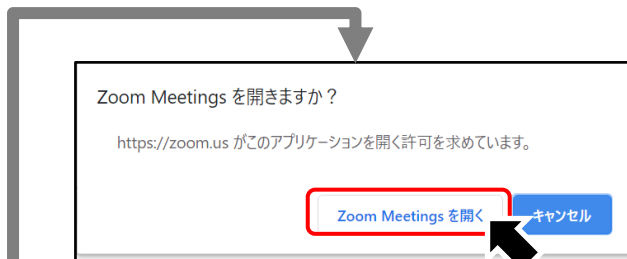 Zoom Meetings を開きますか？
https://zoom.us がこのアプリケーションを開く許可を求めています。
Zoom Meetings を開く キャンセル